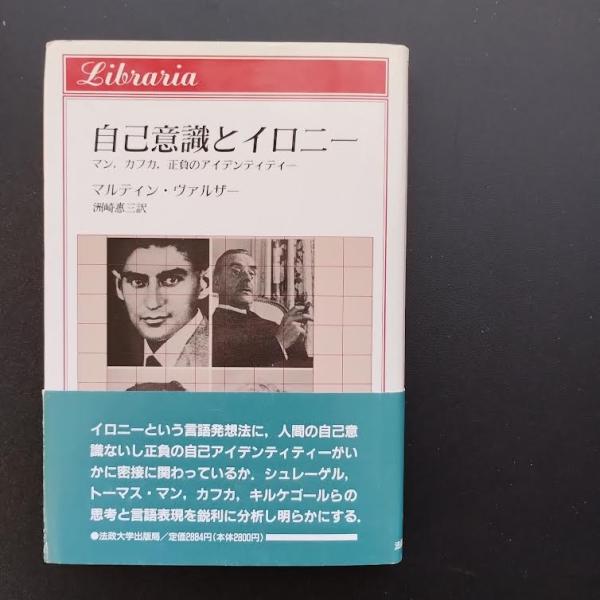 Libraria
自己意識とイロニー
マン，カフカ，正負のアイデンティティー
マルティン・ヴァルザー
洲崎惠三訳
イロニーという言語発想法に，人間の自己意
識ないし正負の自己アイデンティティーがい
かに密接に関わっているか．シュレーゲル，
トーマス・マン，カフカ，キルケゴールらの
思考と言語表現を鋭利に分析し明らかにする．
●法政大学出版局／定価2884円（本体2800円）